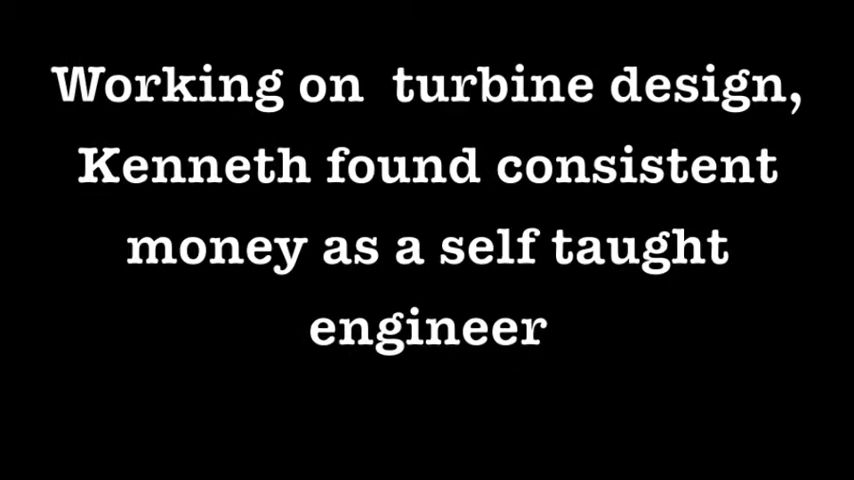 Working on  turbine design,
Kenneth found consistent
money as a self taught
engineer